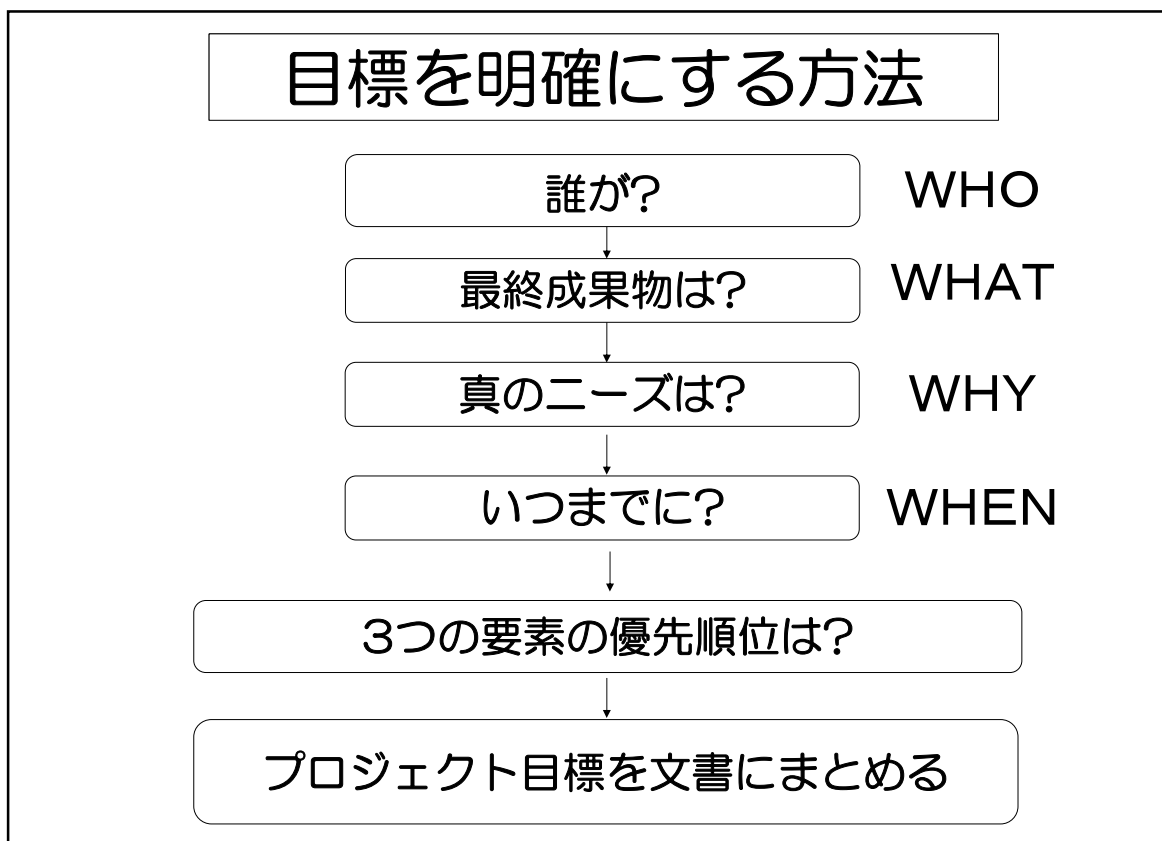 目標を明確にする方法
誰が? WHO
最終成果物は? WHAT
真のニーズは? WHY
いつまでに? WHEN
3つの要素の優先順位は?
プロジェクト目標を文書にまとめる